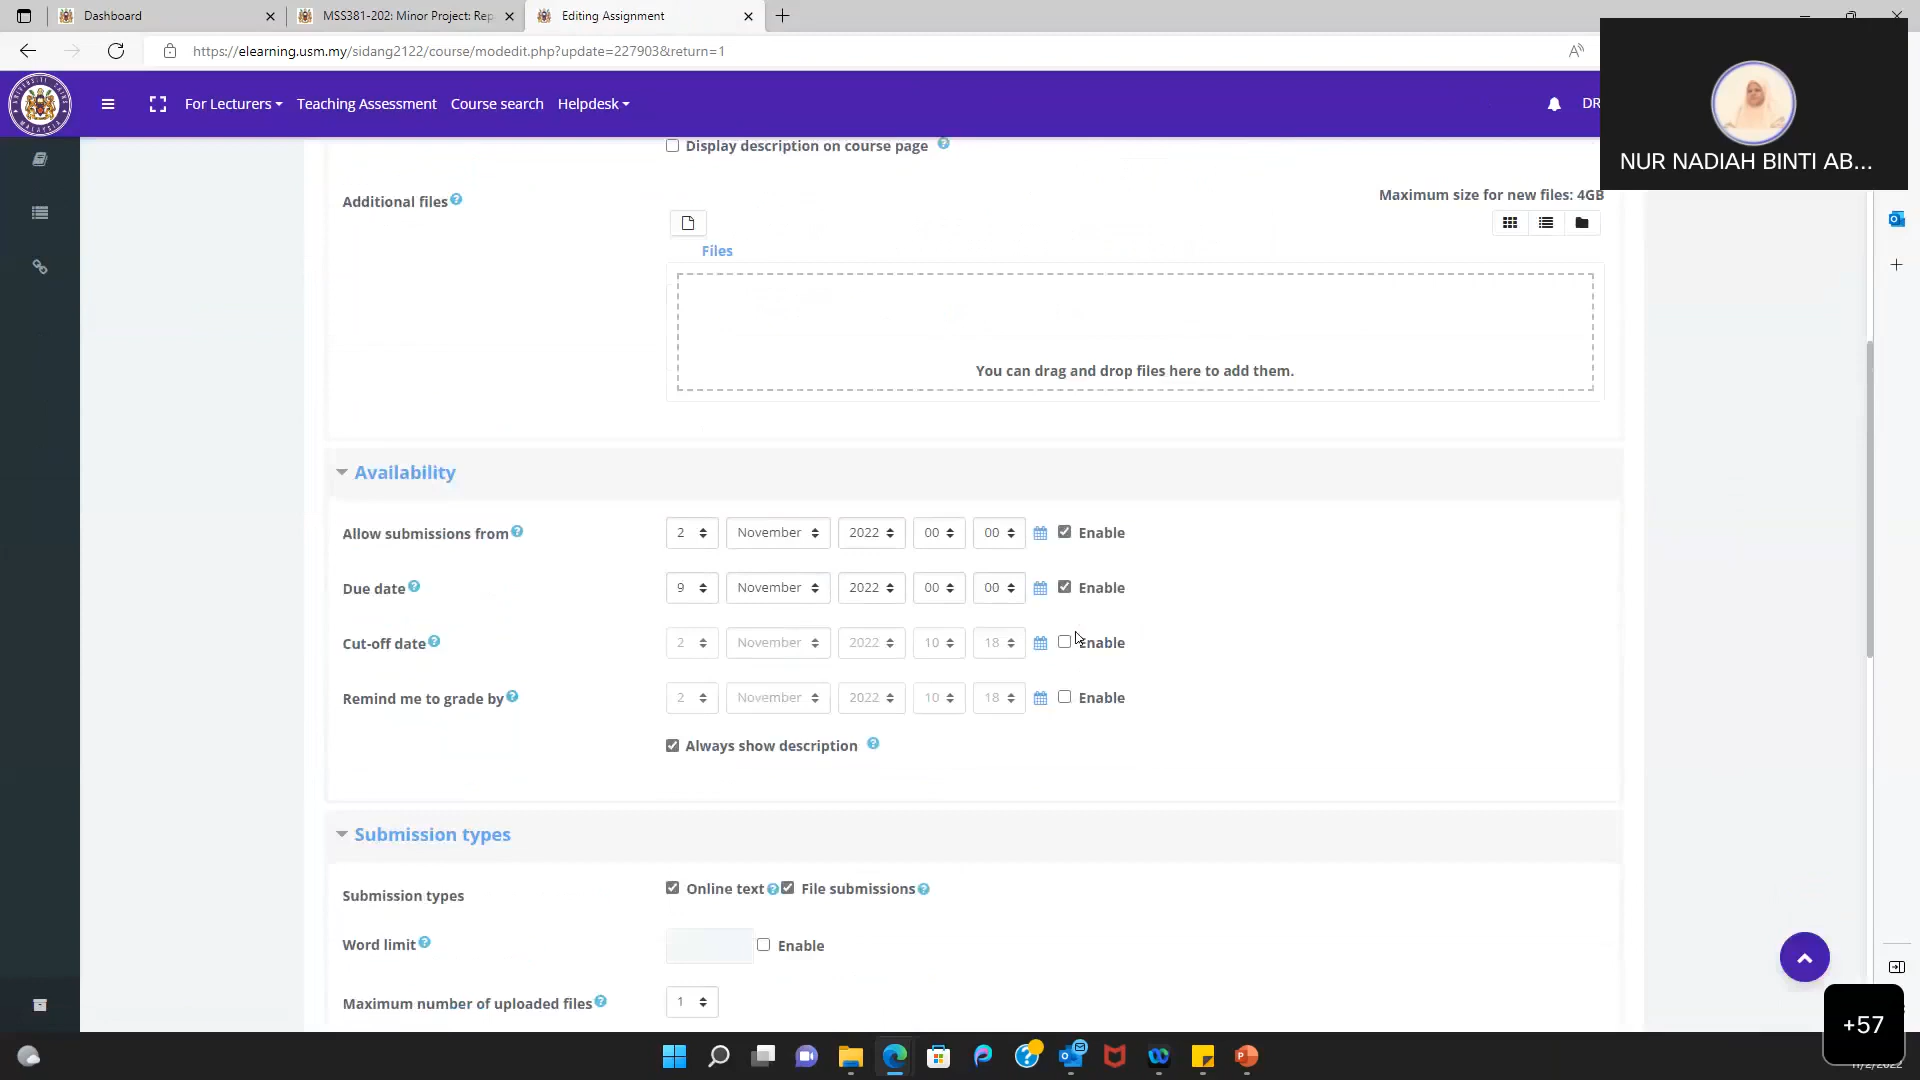 Dashboard
MSS381-202: Minor Project: Rep
Editing Assignment
https://elearning.usm.my/sidang2122/course/modedit.php?update=227903&return=1
For Lecturers
Teaching Assessment
Course search
Helpdesk
DR
NUR NADIAH BINTI AB...
Display description on course page
Additional files
Maximum size for new files: 4GB
Files
You can drag and drop files here to add them.
Availability
Allow submissions from 2 November 2022 00 00 Enable
Due date 9 November 2022 00 00 Enable
Cut-off date 2 November 2022 10 18 Enable
Remind me to grade by 2 November 2022 10 18 Enable
Always show description
Submission types
Submission types Online text File submissions
Word limit Enable
Maximum number of uploaded files 1
+57